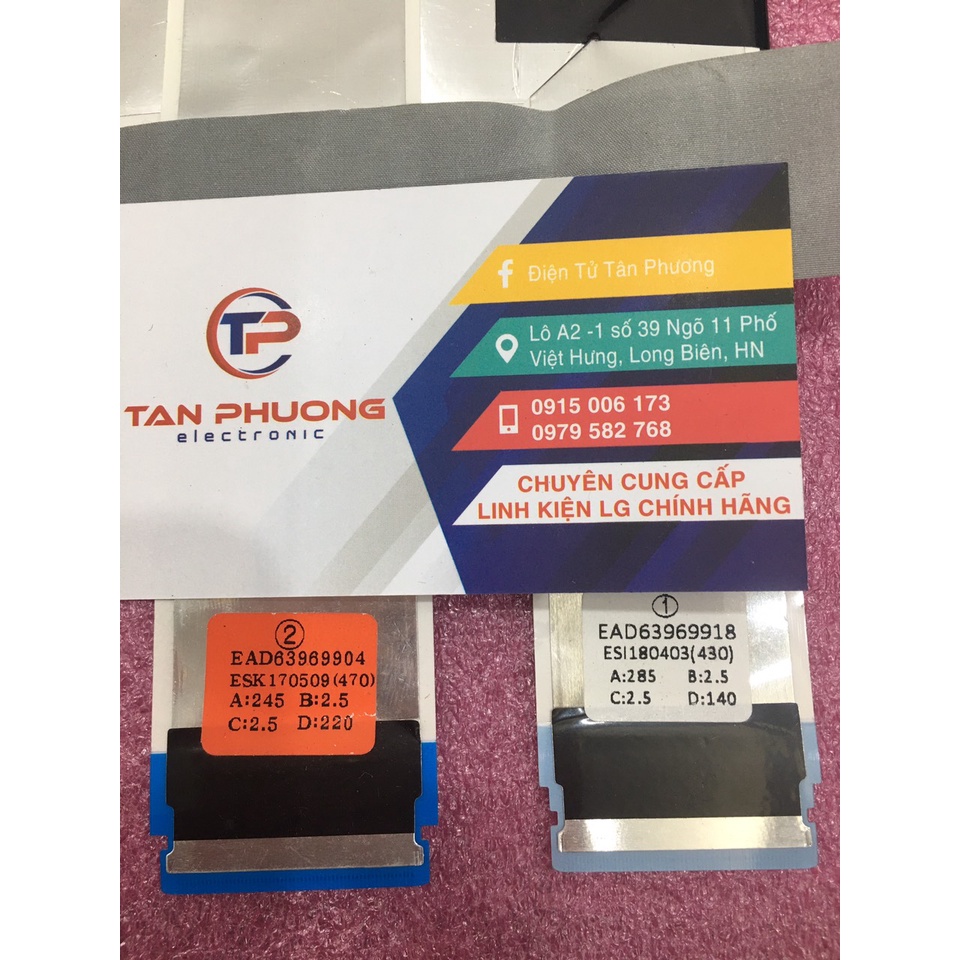 TP
TAN PHUONG
electronic
f Điện Tử Tân Phương
Lô A2 -1 số 39 Ngõ 11 Phố
Việt Hưng, Long Biên, HN
0915 006 173
0979 582 768
CHUYÊN CUNG CẤP
LINH KIỆN LG CHÍNH HÃNG
②
EAD63969904
ESK170509(470)
A:245 B:2.5
C:2.5 D:220
①
EAD63969918
ESI180403(430)
A:285 B:2.5
C:2.5 D:140